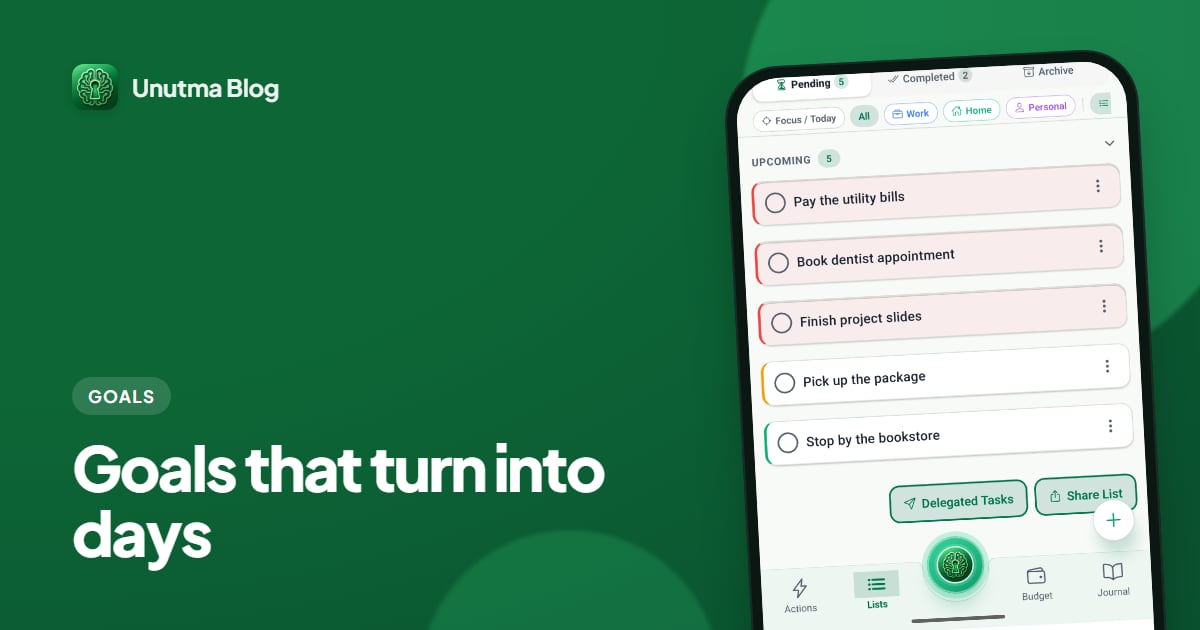 Unutma Blog
GOALS
Goals that turn into
days
Pending 5
Completed 2
Archive
Focus / Today
All
Work
Home
Personal
UPCOMING 5
Pay the utility bills
Book dentist appointment
Finish project slides
Pick up the package
Stop by the bookstore
Delegated Tasks
Share List
Actions
Lists
Budget
Journal